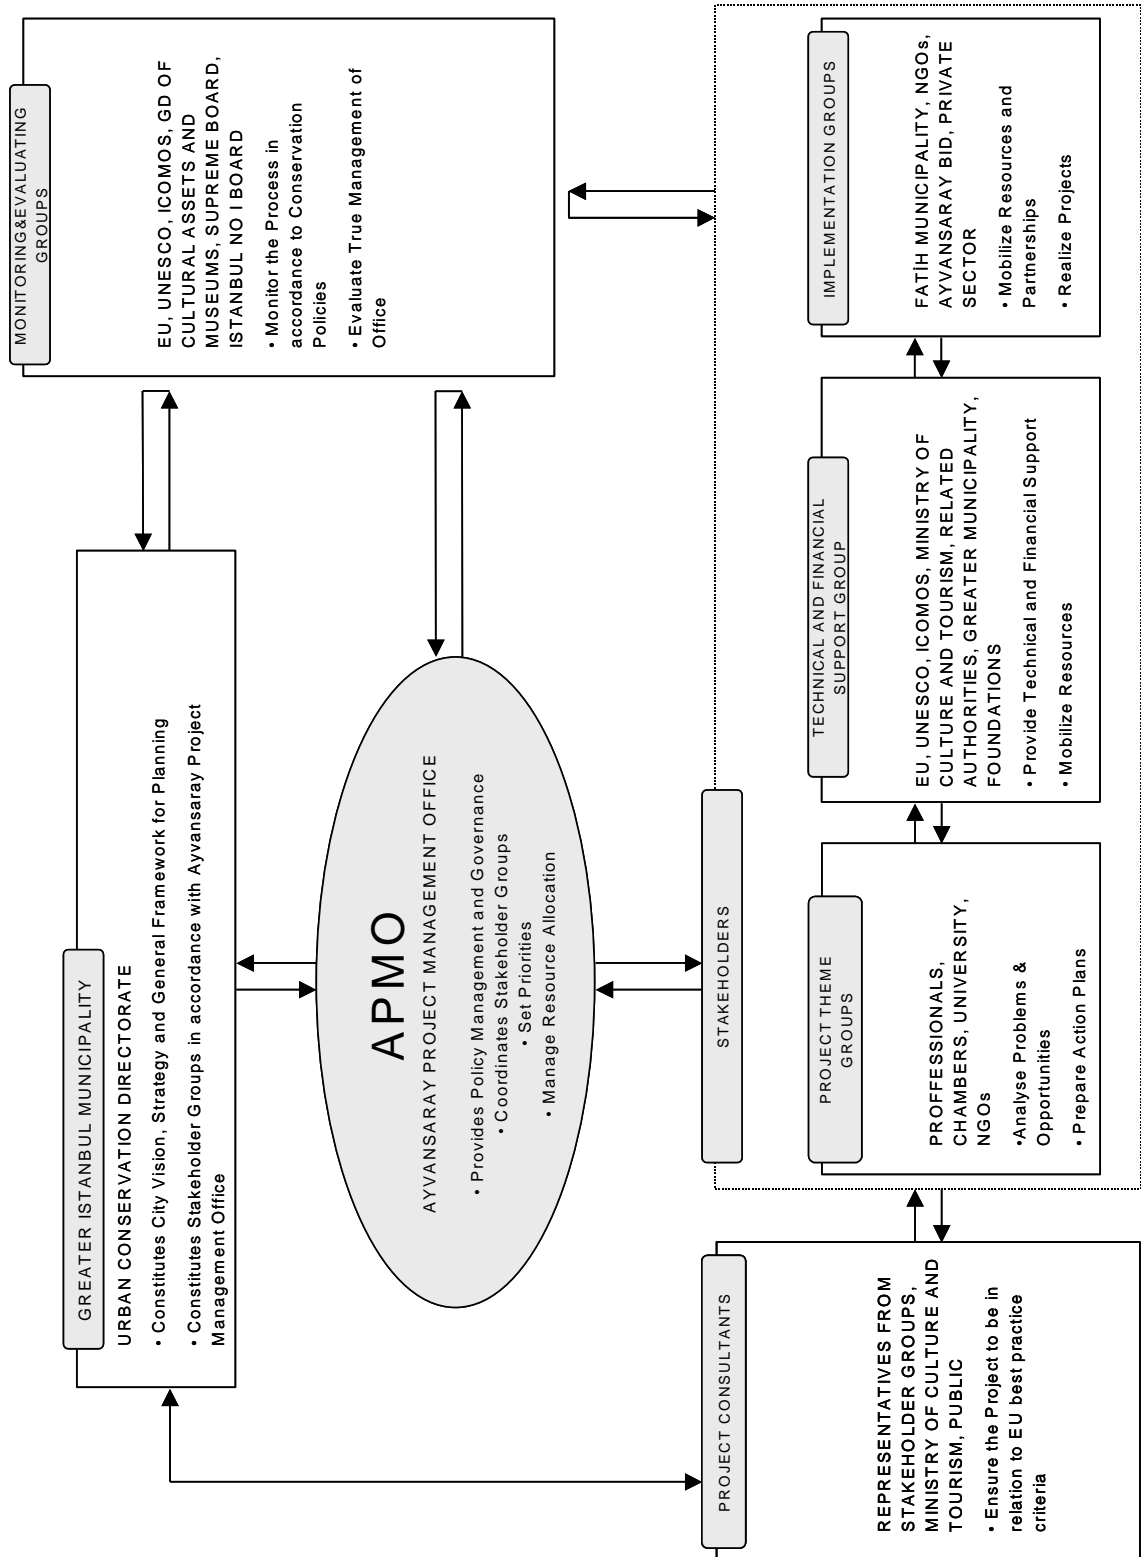 GREATER ISTANBUL MUNICIPALITY
URBAN CONSERVATION DIRECTORATE
• Constitutes City Vision, Strategy and General Framework for Planning
• Constitutes Stakeholder Groups in accordance with Ayvansaray Project
Management Office
MONITORING&EVALUATING
GROUPS
EU, UNESCO, ICOMOS, GD OF
CULTURAL ASSETS AND
MUSEUMS, SUPREME BOARD,
ISTANBUL NO I BOARD
• Monitor the Process in
accordance to Conservation
Policies
• Evaluate True Management of
Office
APMO
AYVANSARAY PROJECT MANAGEMENT OFFICE
• Provides Policy Management and Governance
• Coordinates Stakeholder Groups
• Set Priorities
• Manage Resource Allocation
PROJECT CONSULTANTS
REPRESENTATIVES FROM
STAKEHOLDER GROUPS,
MINISTRY OF CULTURE AND
TOURISM, PUBLIC
• Ensure the Project to be in
relation to EU best practice
criteria
STAKEHOLDERS
PROJECT THEME
GROUPS
PROFFESSIONALS,
CHAMBERS, UNIVERSITY,
NGOs
•Analyse Problems &
Opportunities
• Prepare Action Plans
TECHNICAL AND FINANCIAL
SUPPORT GROUP
EU, UNESCO, ICOMOS, MINISTRY OF
CULTURE AND TOURISM, RELATED
AUTHORITIES, GREATER MUNICIPALITY,
FOUNDATIONS
• Provide Technical and Financial Support
• Mobilize Resources
IMPLEMENTATION GROUPS
FATİH MUNICIPALITY, NGOs,
AYVANSARAY BID, PRIVATE
SECTOR
• Mobilize Resources and
Partnerships
• Realize Projects